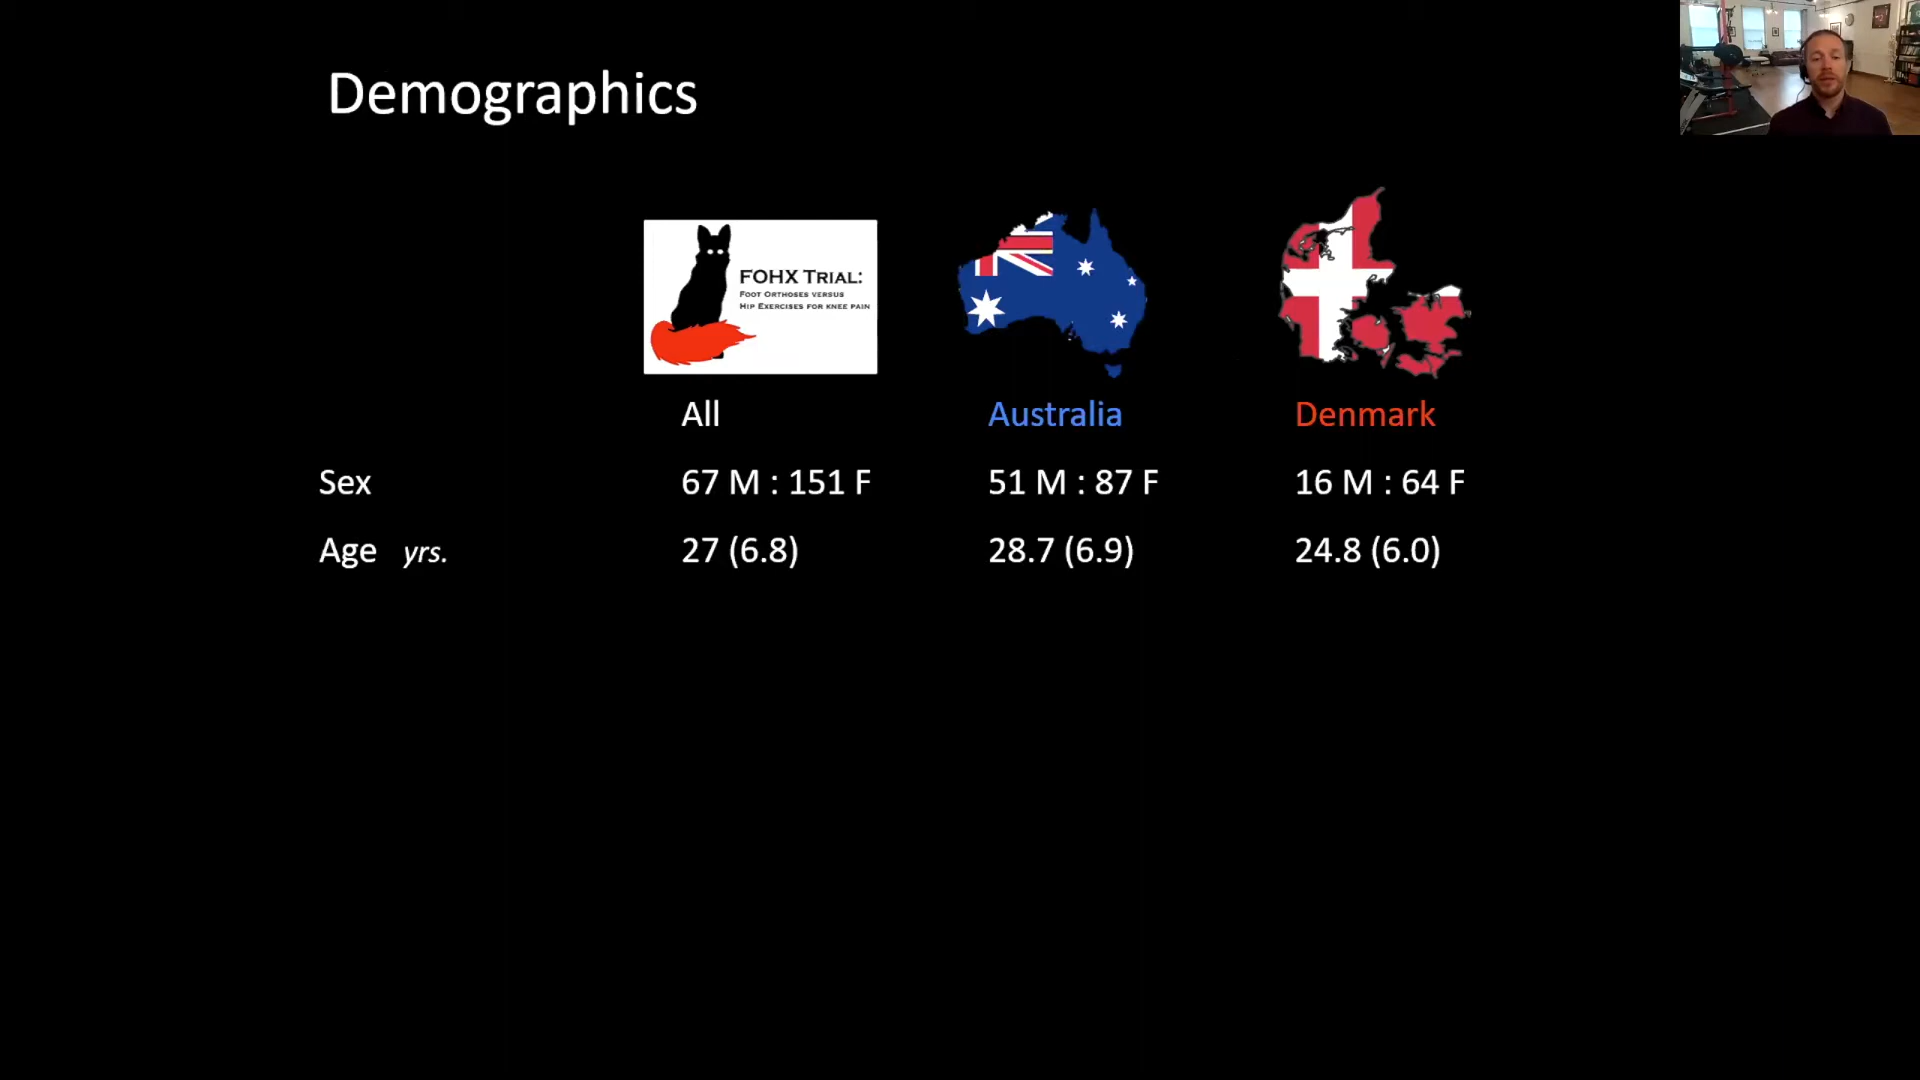 Demographics
FOHX TRIAL:
FOOT ORTHOSES VERSUS
HIP EXERCISES FOR KNEE PAIN
All Australia Denmark
Sex 67 M : 151 F 51 M : 87 F 16 M : 64 F
Age yrs. 27 (6.8) 28.7 (6.9) 24.8 (6.0)